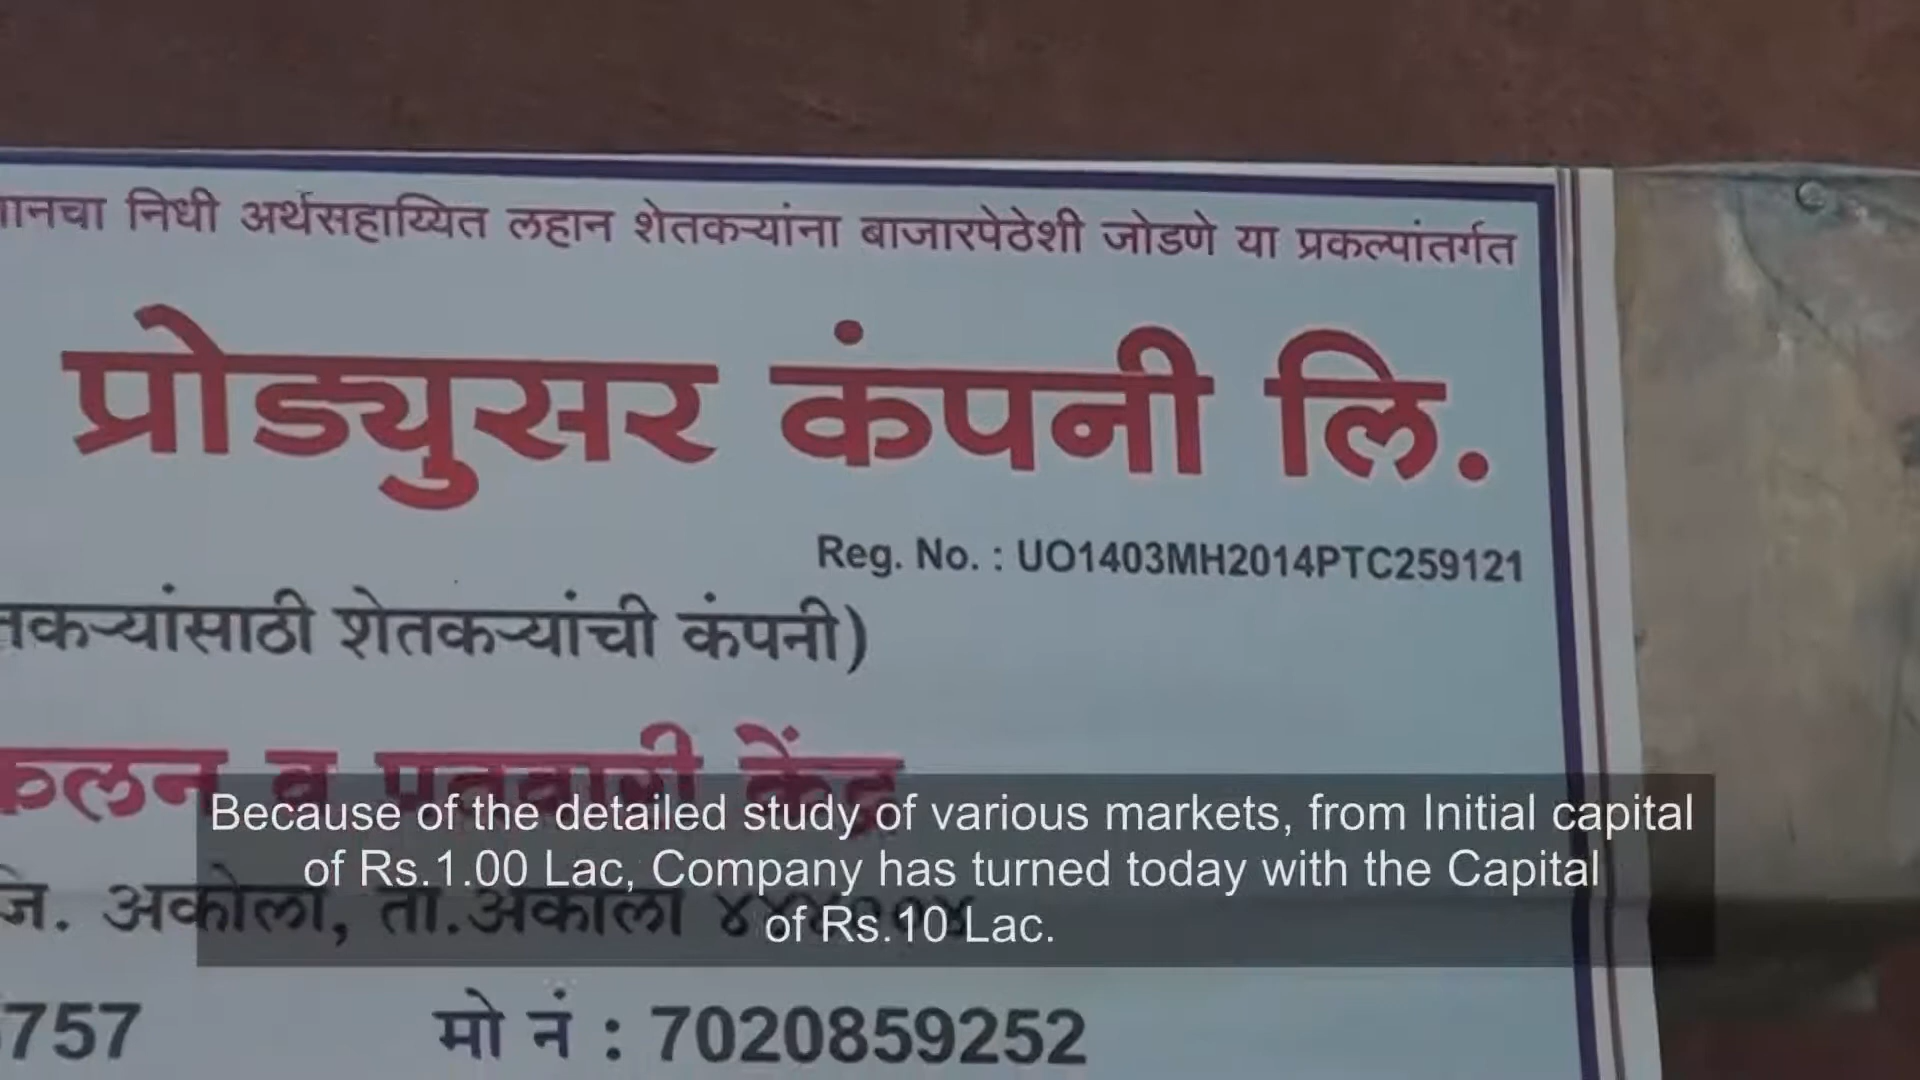 निधी अर्थसहाय्यित लहान शेतकऱ्यांना बाजारपेठेशी जोडणे या प्रकल्पांतर्गत
प्रोड्युसर कंपनी लि.
Reg. No. : UO1403MH2014PTC259121
शेतकऱ्यांची कंपनी)
व केंद्र
Because of the detailed study of various markets, from Initial capital
of Rs.1.00 Lac, Company has turned today with the Capital
of Rs.10 Lac.
जि. अकोला, ता.अकोला
757 मो नं : 7020859252